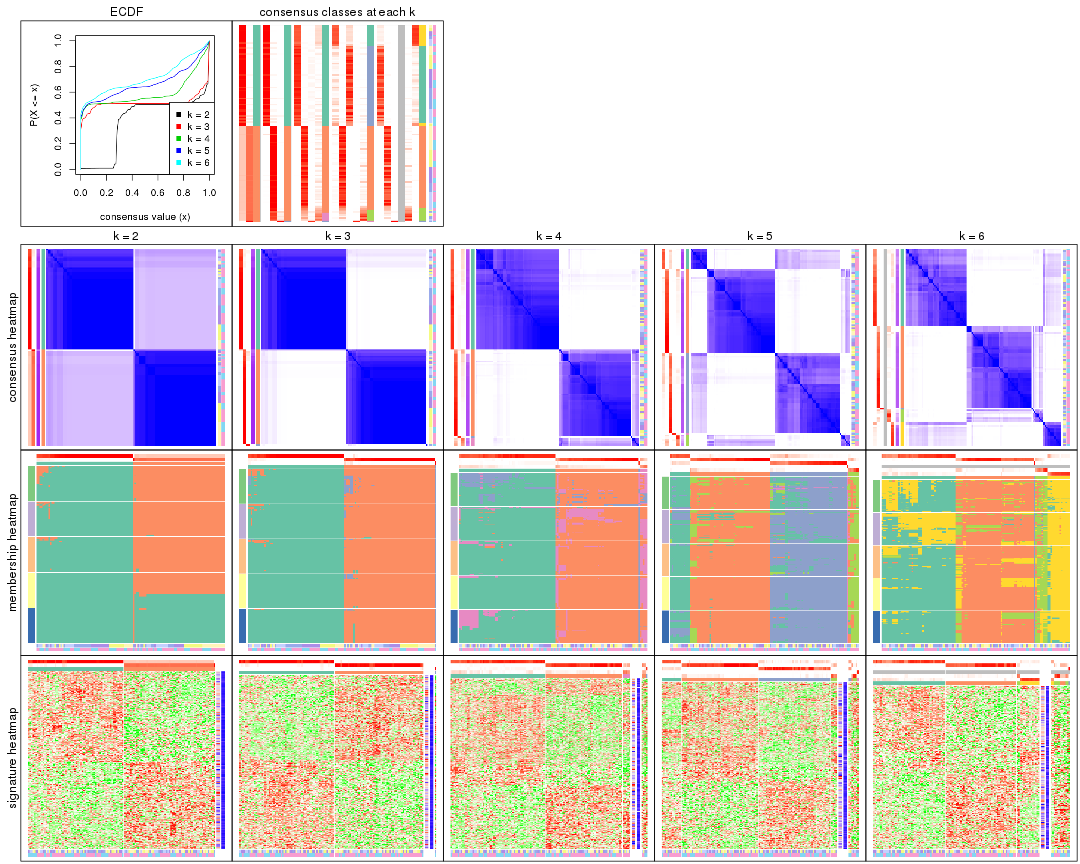 ECDF
consensus classes at each k
P(X <= x)
0.0 0.2 0.4 0.6 0.8 1.0
k = 2
k = 3
k = 4
k = 5
k = 6
0.0 0.2 0.4 0.6 0.8 1.0
consensus value (x)
k = 2
k = 3
k = 4
k = 5
k = 6
consensus heatmap
membership heatmap
signature heatmap